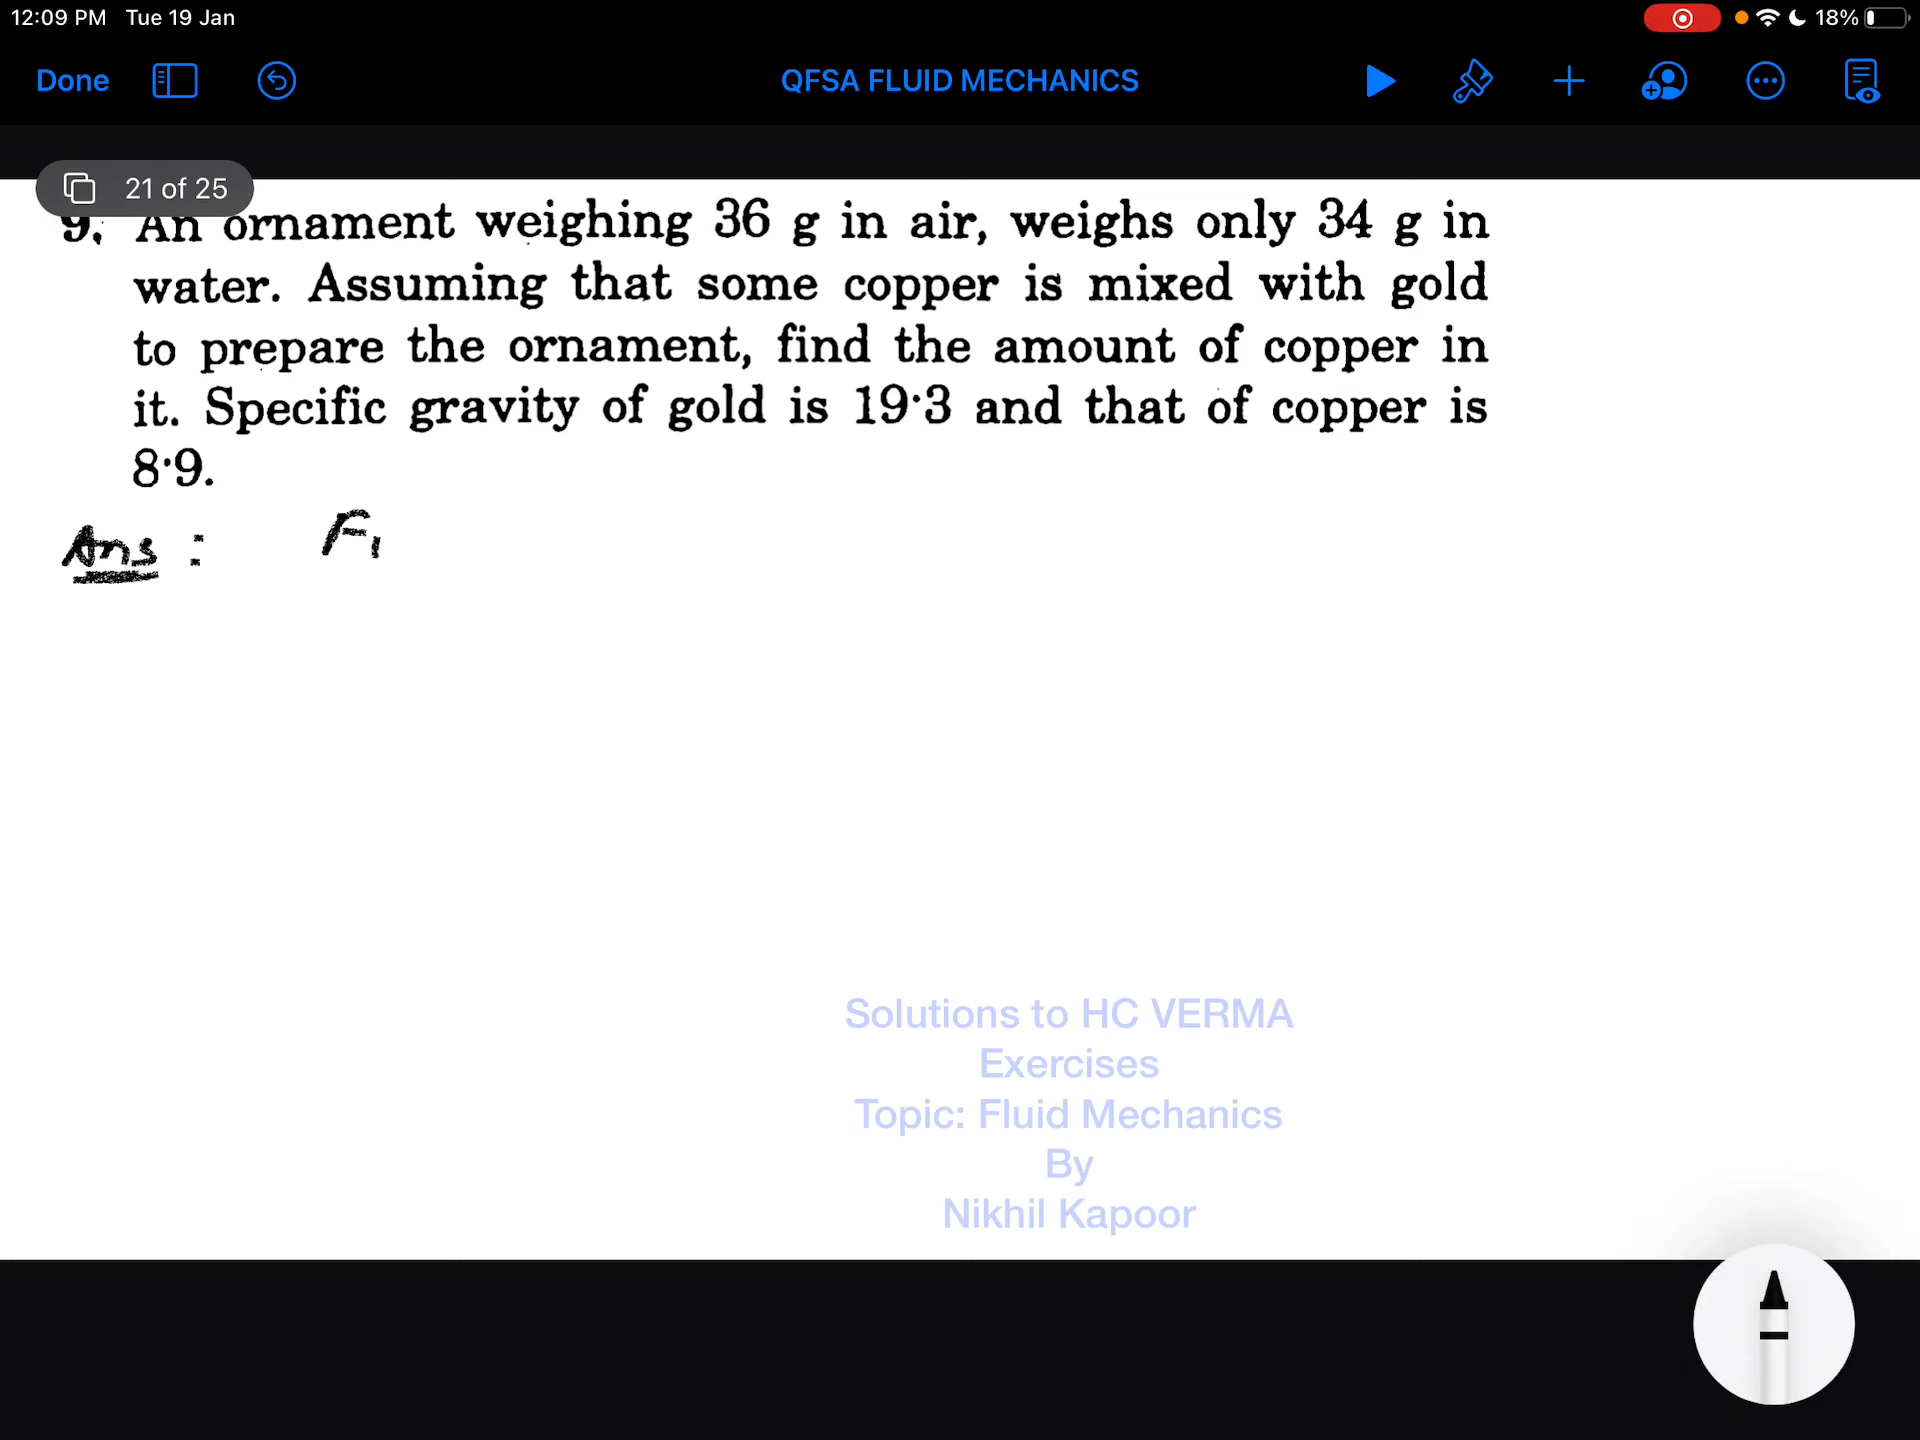 12:09 PM Tue 19 Jan
18%
Done
QFSA FLUID MECHANICS
21 of 25
9. An ornament weighing 36 g in air, weighs only 34 g in
water. Assuming that some copper is mixed with gold
to prepare the ornament, find the amount of copper in
it. Specific gravity of gold is 19·3 and that of copper is
8·9.
Ans : F₁
Solutions to HC VERMA
Exercises
Topic: Fluid Mechanics
By
Nikhil Kapoor